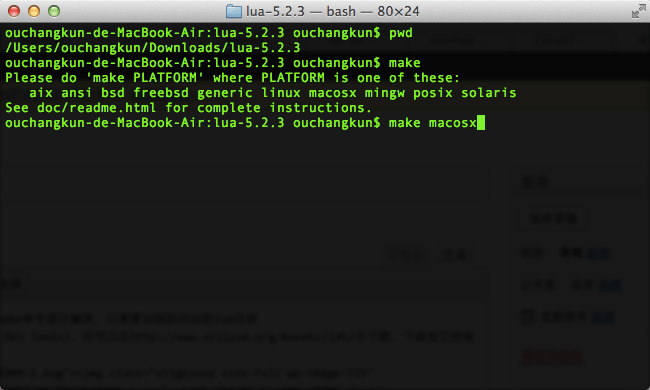 lua-5.2.3 — bash — 80×24
ouchangkun-de-MacBook-Air:lua-5.2.3 ouchangkun$ pwd
/Users/ouchangkun/Downloads/lua-5.2.3
ouchangkun-de-MacBook-Air:lua-5.2.3 ouchangkun$ make
Please do 'make PLATFORM' where PLATFORM is one of these:
   aix ansi bsd freebsd generic linux macosx mingw posix solaris
See doc/readme.html for complete instructions.
ouchangkun-de-MacBook-Air:lua-5.2.3 ouchangkun$ make macosx